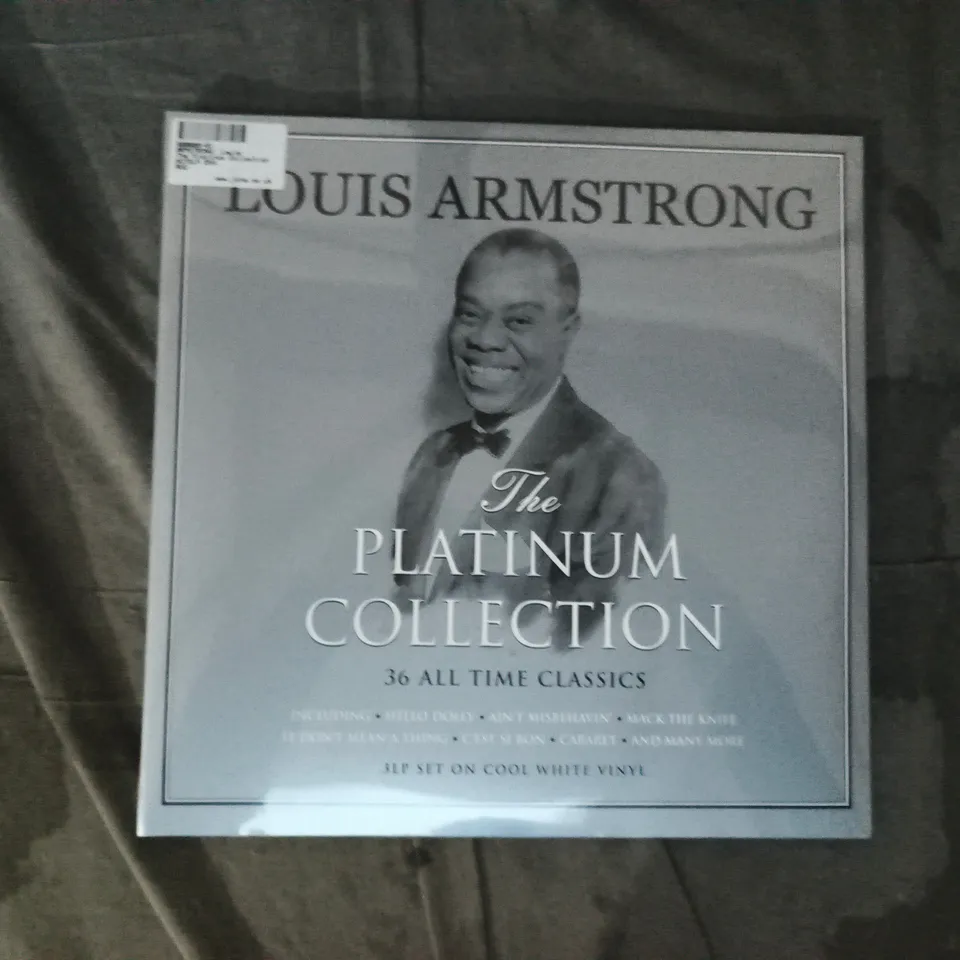 LOUIS ARMSTRONG
The
PLATINUM
COLLECTION
36 ALL TIME CLASSICS
INCLUDING • HELLO DOLLY • AIN'T MISBEHAVIN' • MACK THE KNIFE
IT DON'T MEAN A THING • C'EST SI BON • CABARET • AND MANY MORE
3LP SET ON COOL WHITE VINYL